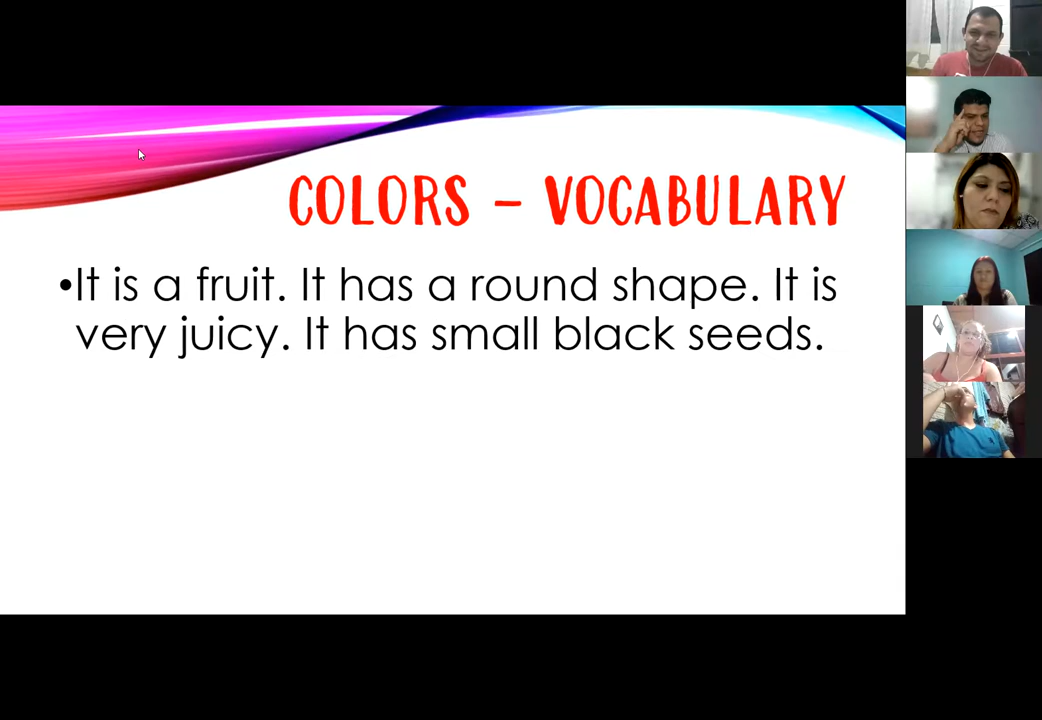 COLORS – VOCABULARY
•It is a fruit. It has a round shape. It is
very juicy. It has small black seeds.